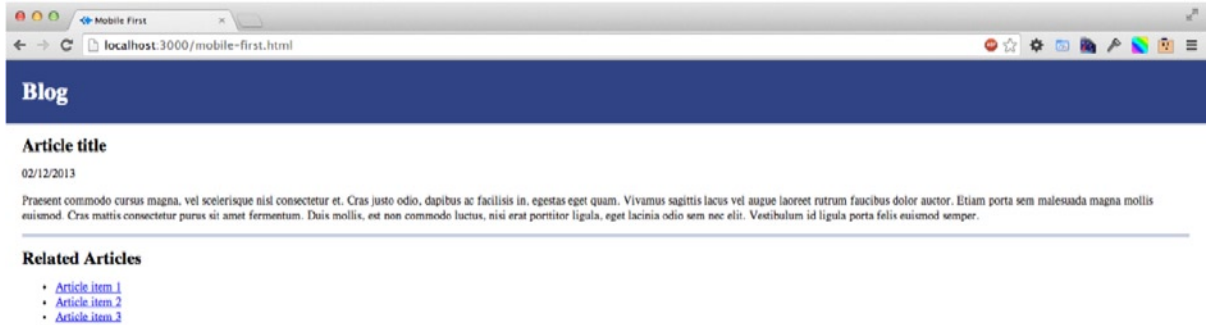 Mobile First
localhost:3000/mobile-first.html
Blog
Article title
02/12/2013
Praesent commodo cursus magna, vel scelerisque nisl consectetur et. Cras justo odio, dapibus ac facilisis in, egestas eget quam. Vivamus sagittis lacus vel augue laoreet rutrum faucibus dolor auctor. Etiam porta sem malesuada magna mollis
euismod. Cras mattis consectetur purus sit amet fermentum. Duis mollis, est non commodo luctus, nisi erat porttitor ligula, eget lacinia odio sem nec elit. Vestibulum id ligula porta felis euismod semper.
Related Articles
• Article item 1
• Article item 2
• Article item 3